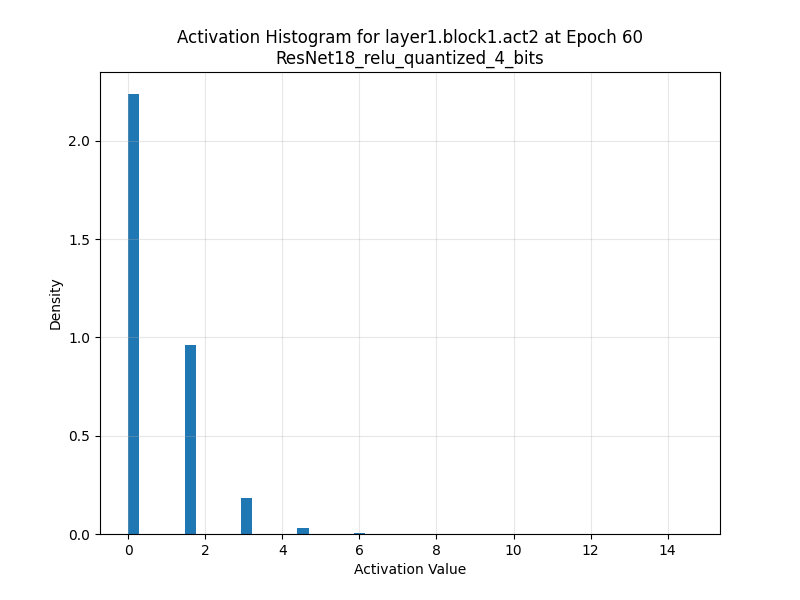 Activation Histogram for layer1.block1.act2 at Epoch 60
ResNet18_relu_quantized_4_bits
2.0
1.5
1.0
0.5
0.0
Density
0 2 4 6 8 10 12 14
Activation Value